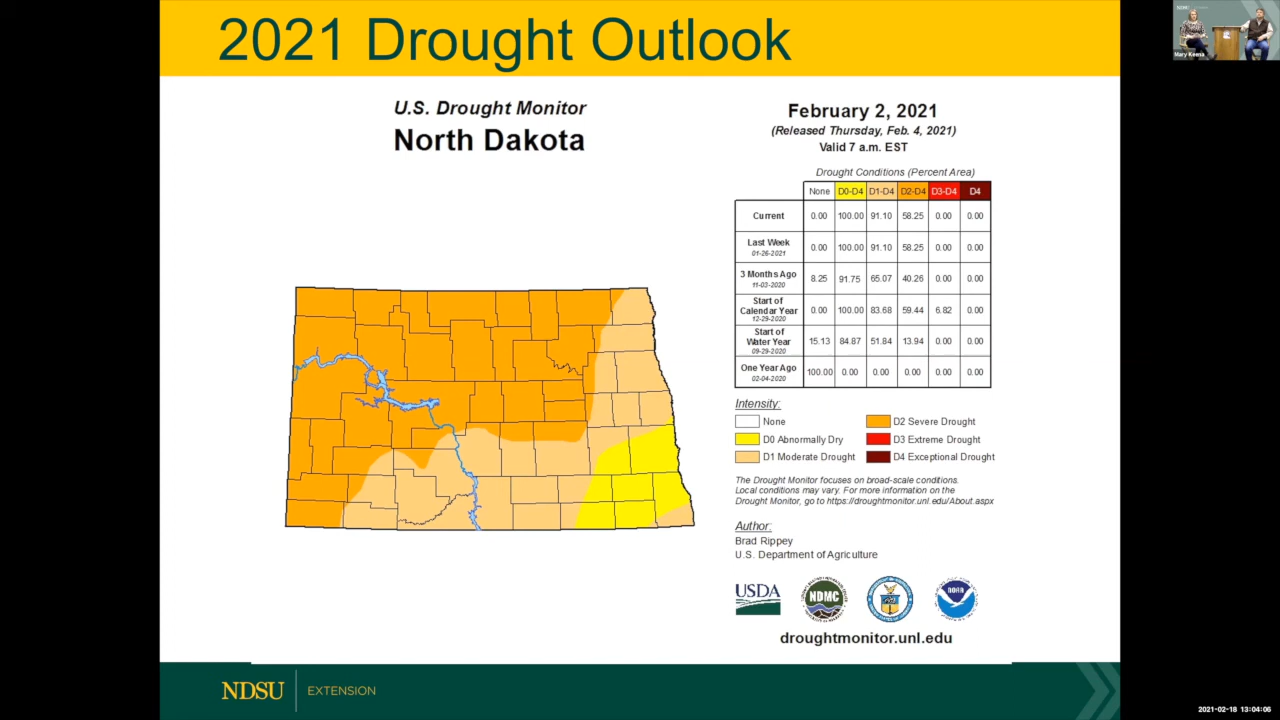 2021 Drought Outlook
NDSU
Mary Keena
U.S. Drought Monitor
North Dakota
February 2, 2021
(Released Thursday, Feb. 4, 2021)
Valid 7 a.m. EST
Drought Conditions (Percent Area)
None D0-D4 D1-D4 D2-D4 D3-D4 D4
Current 0.00 100.00 91.10 58.25 0.00 0.00
Last Week
01-26-2021 0.00 100.00 91.10 58.25 0.00 0.00
3 Months Ago
11-03-2020 8.25 91.75 65.07 40.26 0.00 0.00
Start of
Calendar Year
12-29-2020 0.00 100.00 83.68 59.44 6.82 0.00
Start of
Water Year
09-29-2020 15.13 84.87 51.84 13.94 0.00 0.00
One Year Ago
02-04-2020 100.00 0.00 0.00 0.00 0.00 0.00
Intensity:
None
D0 Abnormally Dry
D1 Moderate Drought
D2 Severe Drought
D3 Extreme Drought
D4 Exceptional Drought
The Drought Monitor focuses on broad-scale conditions.
Local conditions may vary. For more information on the
Drought Monitor, go to https://droughtmonitor.unl.edu/About.aspx
Author:
Brad Rippey
U.S. Department of Agriculture
USDA
NDMC
NOAA
droughtmonitor.unl.edu
NDSU EXTENSION
2021-02-18 13:04:06